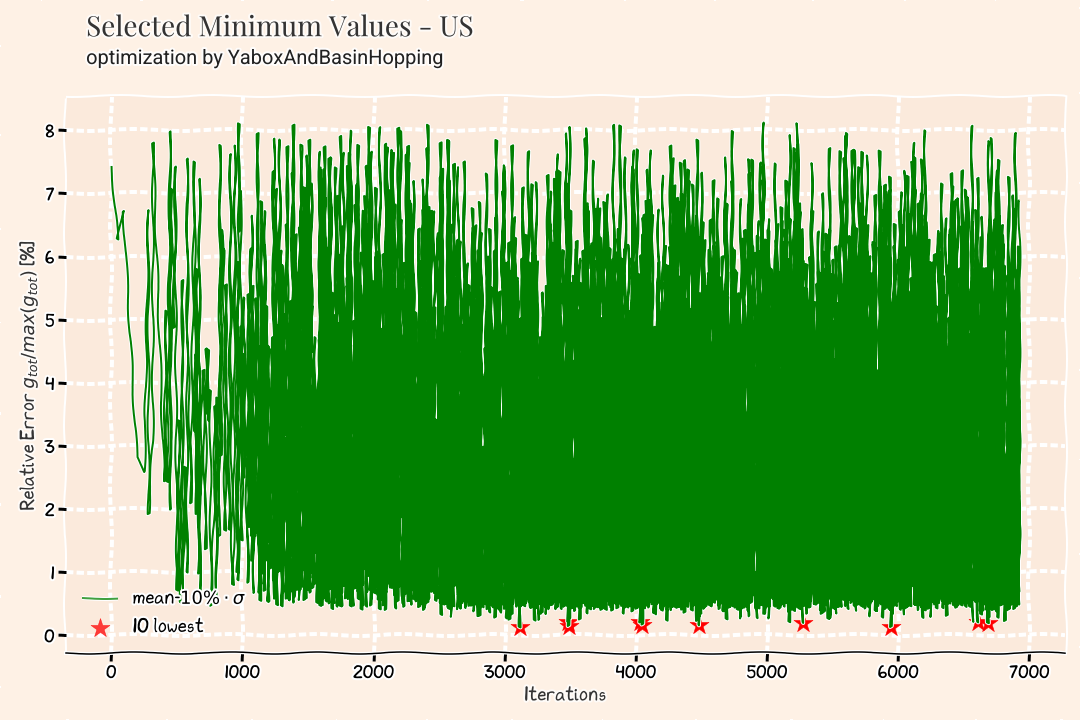 Selected Minimum Values - US
optimization by YaboxAndBasinHopping
Relative Error g_tot/max(g_tot) [%]
8
7
6
5
4
3
2
1
0
mean-10% · σ
10 lowest
0 1000 2000 3000 4000 5000 6000 7000
Iterations